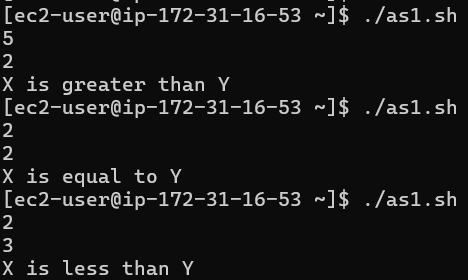 [ec2-user@ip-172-31-16-53 ~]$ ./as1.sh
5
2
X is greater than Y
[ec2-user@ip-172-31-16-53 ~]$ ./as1.sh
2
2
X is equal to Y
[ec2-user@ip-172-31-16-53 ~]$ ./as1.sh
2
3
X is less than Y